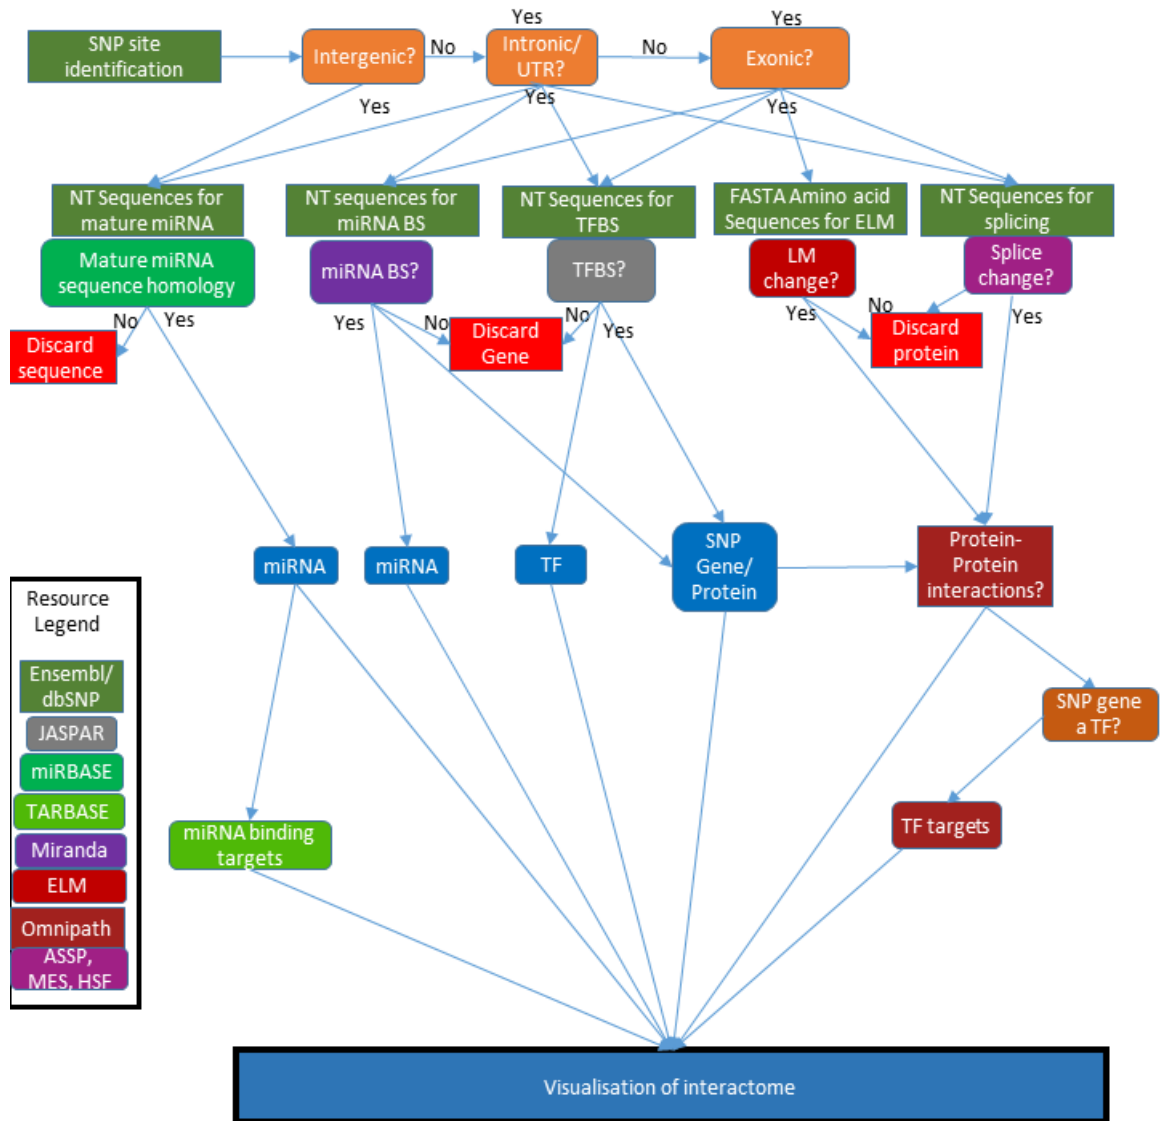 Yes
Yes
SNP site
identification
Intergenic?
No
Intronic/
UTR?
No
Exonic?
Yes
Yes
Yes
NT Sequences for
mature miRNA
NT sequences for
miRNA BS
NT Sequences for
TFBS
FASTA Amino acid
Sequences for ELM
NT Sequences for
splicing
Mature miRNA
sequence homology
miRNA BS?
TFBS?
LM
change?
Splice
change?
No
Yes
Yes
No
No
Yes
Yes
No
Yes
Discard
sequence
Discard
Gene
Discard
protein
miRNA
miRNA
TF
SNP
Gene/
Protein
Protein-
Protein
interactions?
Resource
Legend
Ensembl/
dbSNP
JASPAR
miRBASE
TARBASE
Miranda
ELM
Omnipath
ASSP,
MES, HSF
SNP gene
a TF?
miRNA binding
targets
TF targets
Visualisation of interactome